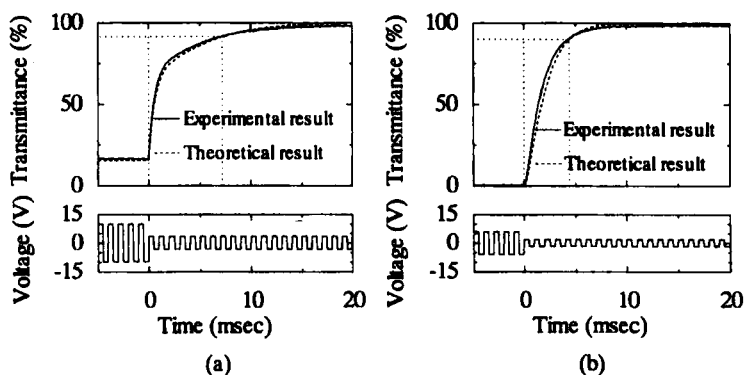 100
50
0
Transmittance (%)
Experimental result
Theoretical result
15
0
-15
Voltage (V)
0 10 20
Time (msec)
(a)
100
50
0
Transmittance (%)
Experimental result
Theoretical result
15
0
-15
Voltage (V)
0 10 20
Time (msec)
(b)